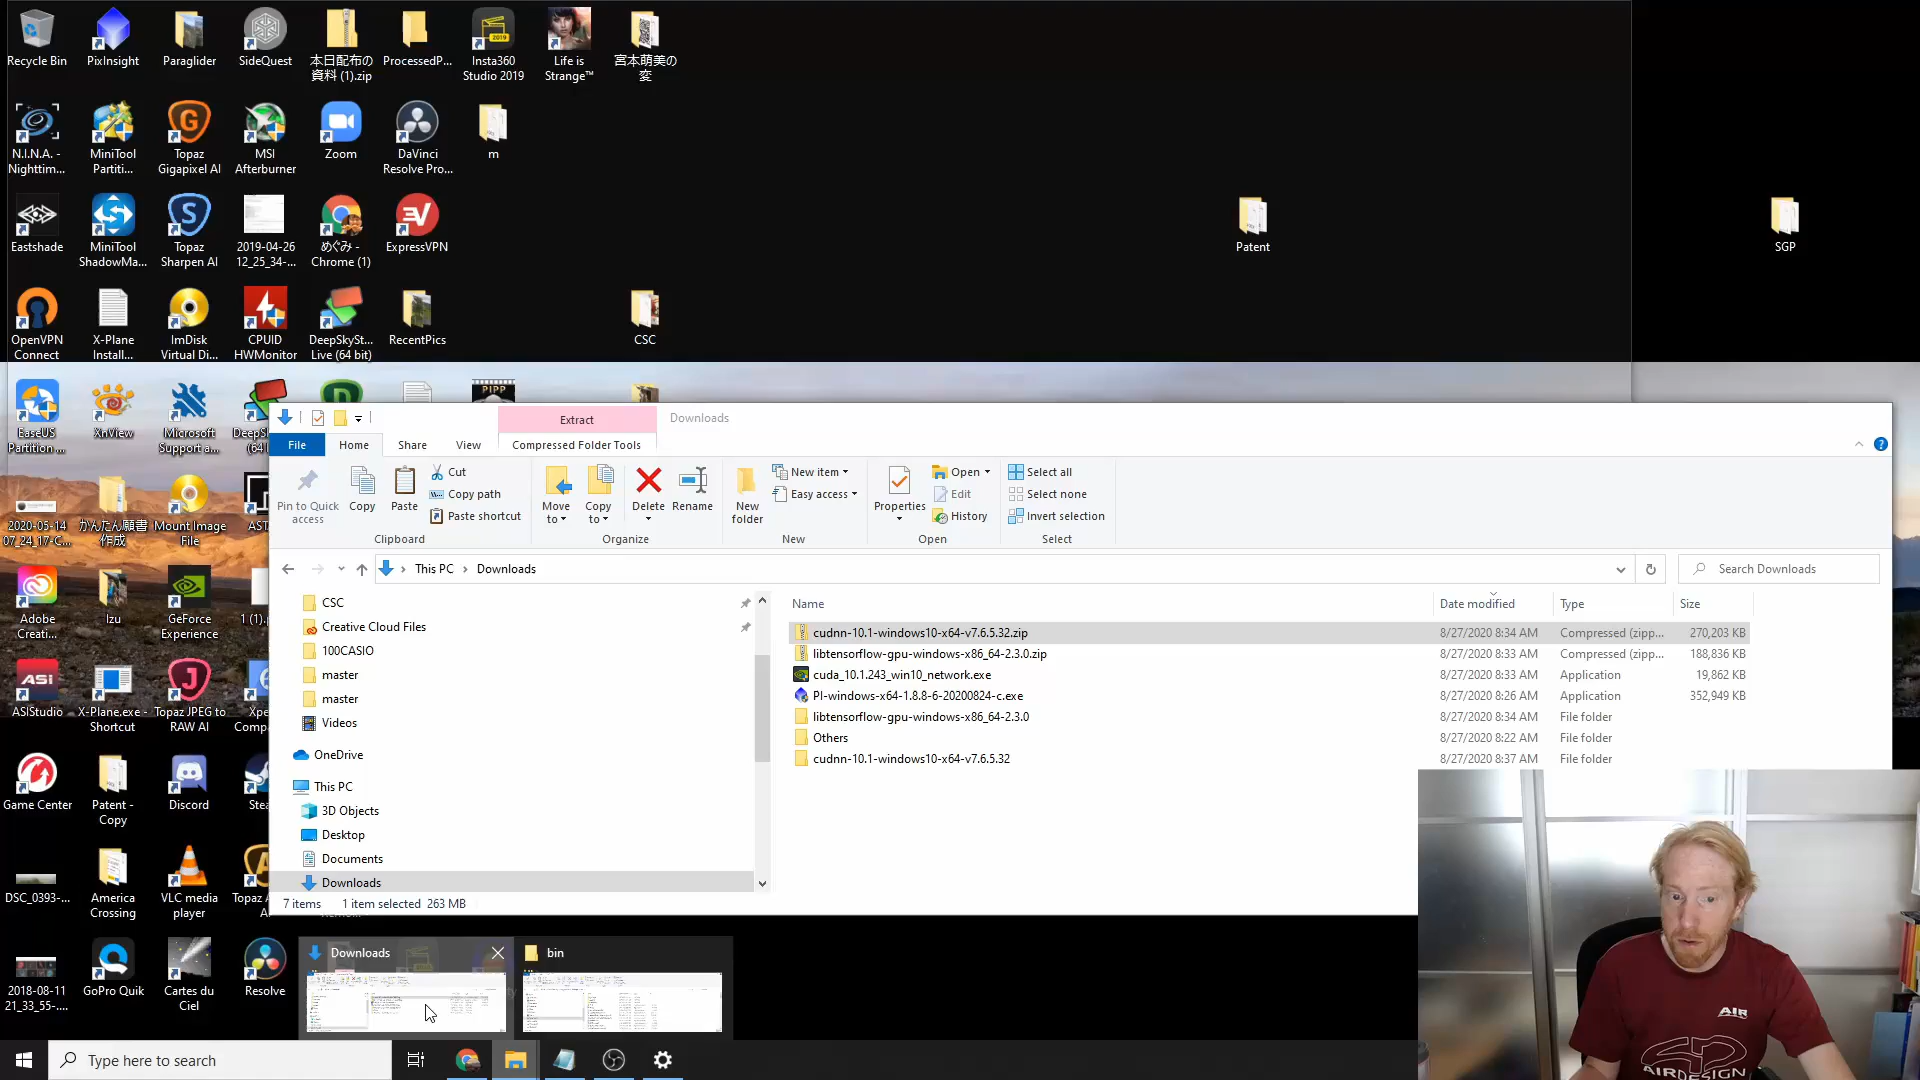 Recycle Bin
PixInsight
Paraglider
SideQuest
本日配布の
資料 (1).zip
ProcessedP...
Insta360
Studio 2019
Life is
Strange™
宮本萌美の
変
N.I.N.A. -
Nighttim...
MiniTool
Partiti...
Topaz
Gigapixel AI
MSI
Afterburner
Zoom
DaVinci
Resolve Pro...
m
Eastshade
MiniTool
ShadowMa...
Topaz
Sharpen AI
2019-04-26
12_25_34-...
めぐみ -
Chrome (1)
ExpressVPN
Patent
SGP
OpenVPN
Connect
X-Plane
Install...
ImDisk
Virtual Di...
CPUID
HWMonitor
DeepSkySt...
Live (64 bit)
RecentPics
CSC
EaseUS
Partition ...
XnView
Microsoft
Support a...
DeepS
(64
PIPP
Extract
Downloads
File
Home
Share
View
Compressed Folder Tools
Pin to Quick
access
Copy
Paste
Cut
Copy path
Paste shortcut
Clipboard
Move
to
Copy
to
Delete
Rename
Organize
New
folder
New item
Easy access
New
Properties
Open
Edit
History
Open
Select all
Select none
Invert selection
Select
This PC
Downloads
Search Downloads
2020-05-14
07_24_17-C...
かんたん願書
作成
Mount Image
File
AST
Adobe
Creati...
Izu
GeForce
Experience
1 (1).
ASIStudio
X-Plane.exe -
Shortcut
Topaz JPEG to
RAW AI
Xpe
Compa
Game Center
Patent -
Copy
Discord
Stea
DSC_0393-...
America
Crossing
VLC media
player
Topaz
2018-08-11
21_33_55-....
GoPro Quik
Cartes du
Ciel
Resolve
CSC
Creative Cloud Files
100CASIO
master
master
Videos
OneDrive
This PC
3D Objects
Desktop
Documents
Downloads
Name
Date modified
Type
Size
cudnn-10.1-windows10-x64-v7.6.5.32.zip
8/27/2020 8:34 AM
Compressed (zipp...
270,203 KB
libtensorflow-gpu-windows-x86_64-2.3.0.zip
8/27/2020 8:33 AM
Compressed (zipp...
188,836 KB
cuda_10.1.243_win10_network.exe
8/27/2020 8:33 AM
Application
19,862 KB
PI-windows-x64-1.8.8-6-20200824-c.exe
8/27/2020 8:26 AM
Application
352,949 KB
libtensorflow-gpu-windows-x86_64-2.3.0
8/27/2020 8:34 AM
File folder
Others
8/27/2020 8:22 AM
File folder
cudnn-10.1-windows10-x64-v7.6.5.32
8/27/2020 8:37 AM
File folder
7 items
1 item selected 263 MB
Downloads
bin
Type here to search
AIR
AIRDESIGN